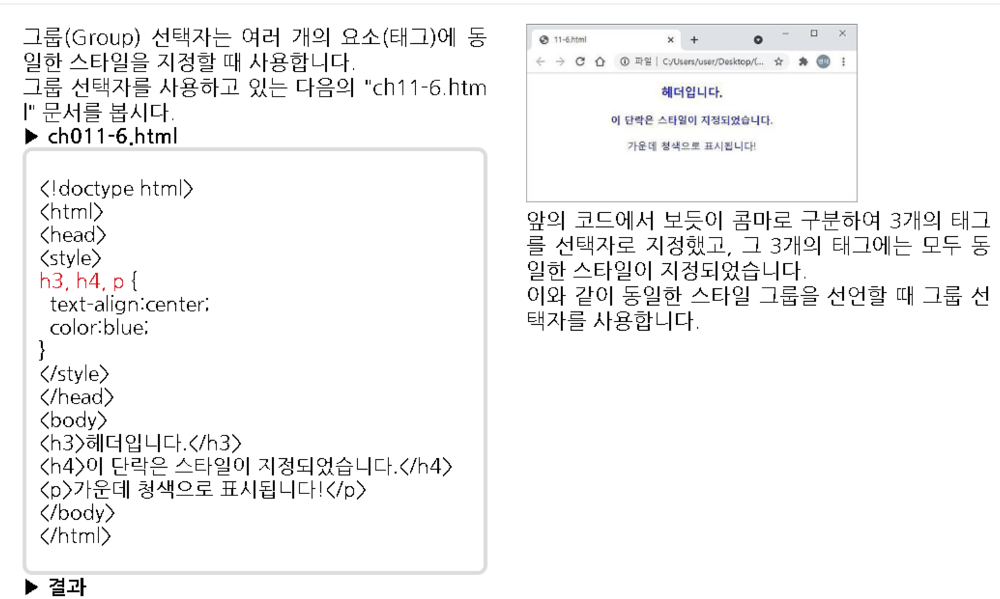 그룹(Group) 선택자는 여러 개의 요소(태그)에 동
일한 스타일을 지정할 때 사용합니다.
그룹 선택자를 사용하고 있는 다음의 "ch11-6.htm
l" 문서를 봅시다.
▶ ch011-6.html
<!doctype html>
<html>
<head>
<style>
h3, h4, p {
text-align:center;
color:blue;
}
</style>
</head>
<body>
<h3>헤더입니다.</h3>
<h4>이 단락은 스타일이 지정되었습니다.</h4>
<p>가운데 청색으로 표시됩니다!</p>
</body>
</html>
▶ 결과
11-6.html
파일 | C:/Users/user/Desktop/(...
헤더입니다.
이 단락은 스타일이 지정되었습니다.
가운데 청색으로 표시됩니다!
앞의 코드에서 보듯이 콤마로 구분하여 3개의 태그
를 선택자로 지정했고, 그 3개의 태그에는 모두 동
일한 스타일이 지정되었습니다.
이와 같이 동일한 스타일 그룹을 선언할 때 그룹 선
택자를 사용합니다.